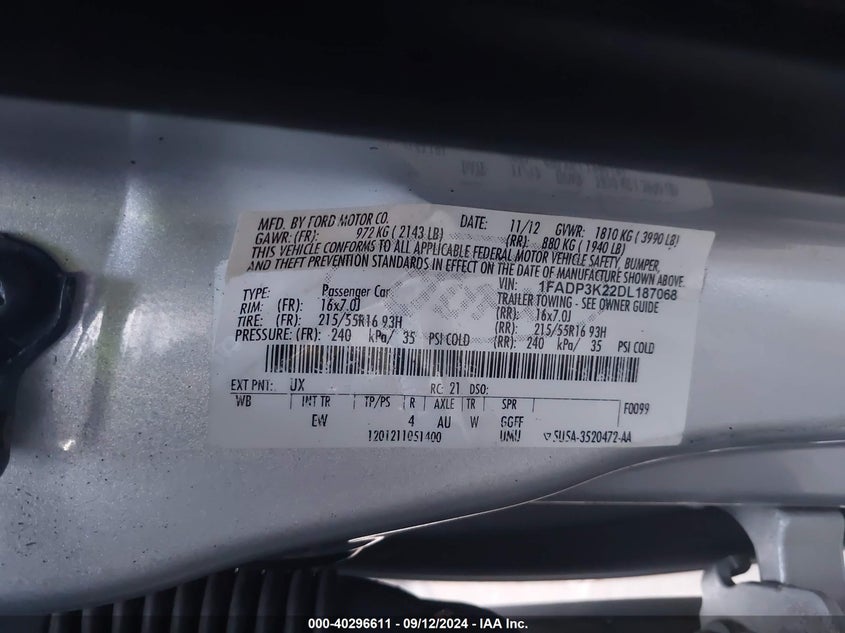 MFD. BY FORD MOTOR CO. DATE: 11/12 GVWR: 1810 KG ( 3990 LB)
GAWR: (FR): 972 KG ( 2143 LB) (RR): 880 KG ( 1940 LB)
THIS VEHICLE CONFORMS TO ALL APPLICABLE FEDERAL MOTOR VEHICLE SAFETY, BUMPER,
AND THEFT PREVENTION STANDARDS IN EFFECT ON THE DATE OF MANUFACTURE SHOWN ABOVE.
VIN: 1FADP3K22DL187068
TYPE: Passenger Car TRAILER TOWING - SEE OWNER GUIDE
RIM: (FR): 16x7.0J (RR): 16x7.0J
TIRE: (FR): 215/55R16 93H (RR): 215/55R16 93H
PRESSURE: (FR): 240 kPa/ 35 PSI COLD (RR): 240 kPa/ 35 PSI COLD
EXT PNT: UX RC: 21 DSO:
WB INT TR TP/PS R AXLE TR SPR F0099
EW 4 AU W GGFF
1201211051400 UMU 5U5A-3520472-AA
000-40296611 - 09/12/2024 - IAA Inc.